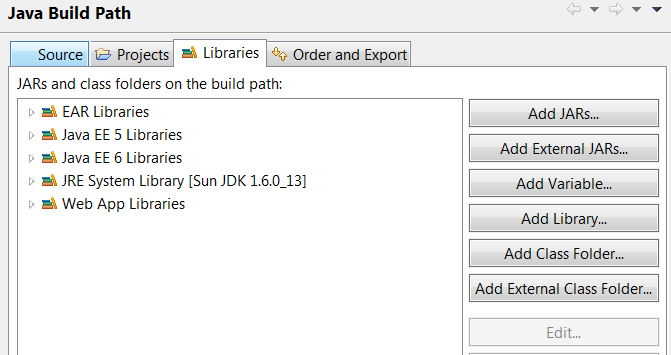 Java Build Path
Source Projects Libraries Order and Export
JARs and class folders on the build path:
EAR Libraries
Java EE 5 Libraries
Java EE 6 Libraries
JRE System Library [Sun JDK 1.6.0_13]
Web App Libraries
Add JARs...
Add External JARs...
Add Variable...
Add Library...
Add Class Folder...
Add External Class Folder...
Edit...